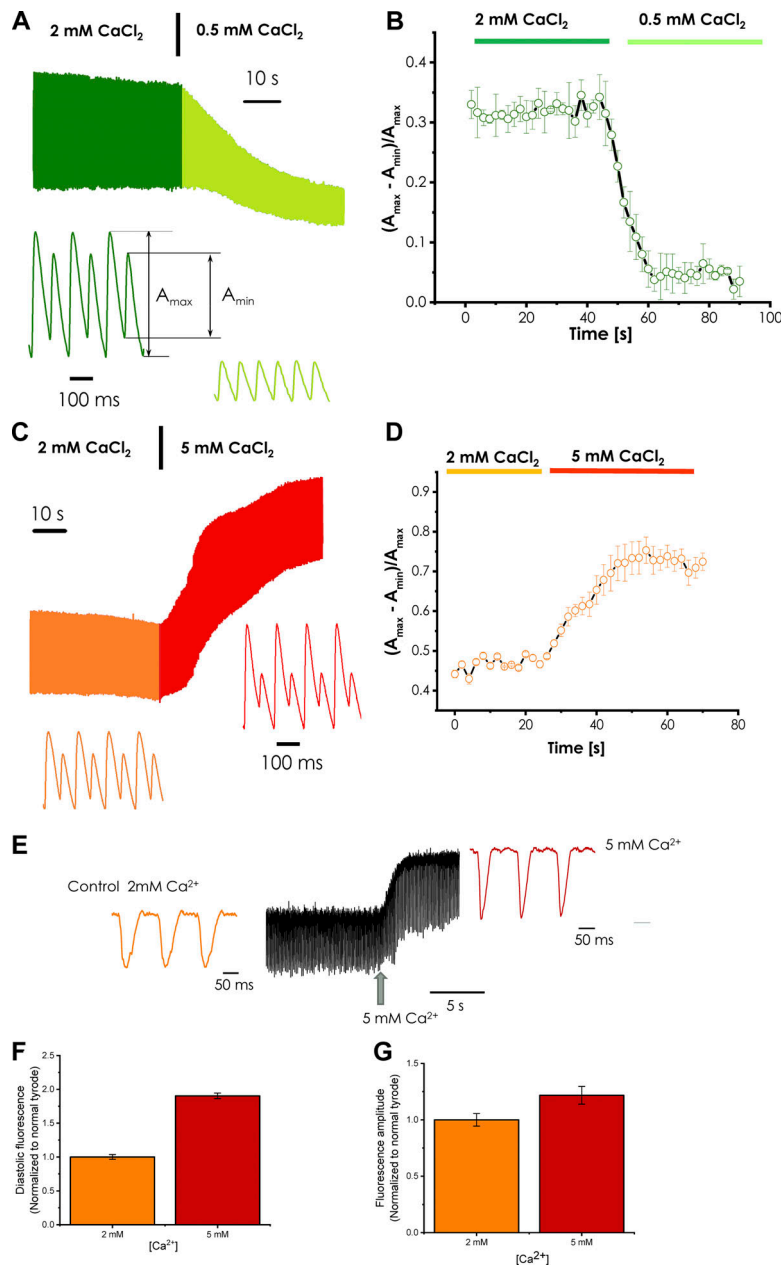 A
2 mM CaCl₂
0.5 mM CaCl₂
10 s
Amax
Amin
100 ms
B
2 mM CaCl₂
0.5 mM CaCl₂
(Amax - Amin)/Amax
0.4
0.3
0.2
0.1
0.0
0 20 40 60 80 100
Time [s]
C
2 mM CaCl₂
5 mM CaCl₂
10 s
100 ms
D
2 mM CaCl₂
5 mM CaCl₂
(Amax - Amin)/Amax
0.9
0.8
0.7
0.6
0.5
0.4
0 20 40 60 80
Time [s]
E
Control 2mM Ca²⁺
50 ms
5 mM Ca²⁺
5 s
5 mM Ca²⁺
50 ms
F
Diastolic fluorescence
(Normalized to normal tyrode)
2.5
2.0
1.5
1.0
0.5
0.0
2 mM 5 mM
[Ca²⁺]
G
Fluorescence amplitude
(Normalized to normal tyrode)
1.5
1.0
0.5
0.0
2 mM 5 mM
[Ca²⁺]